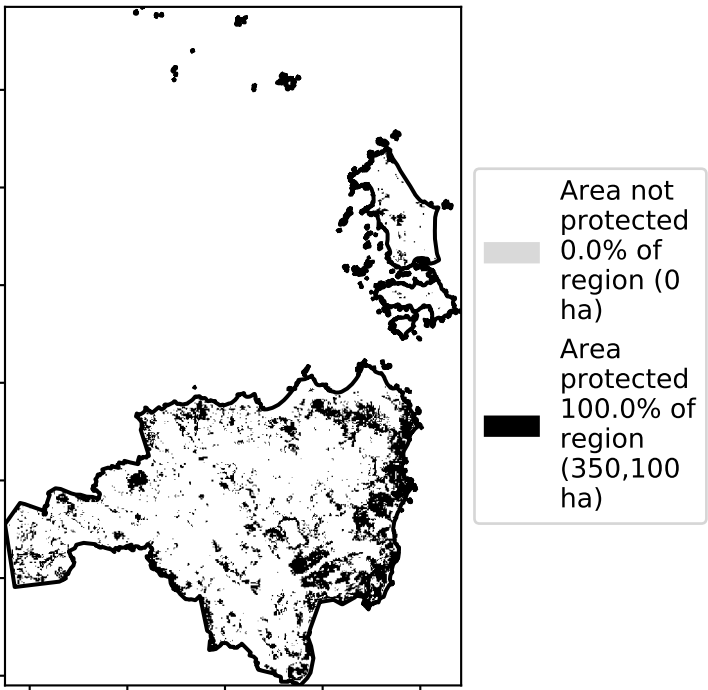 Area not
protected
0.0% of
region (0
ha)
Area
protected
100.0% of
region
(350,100
ha)